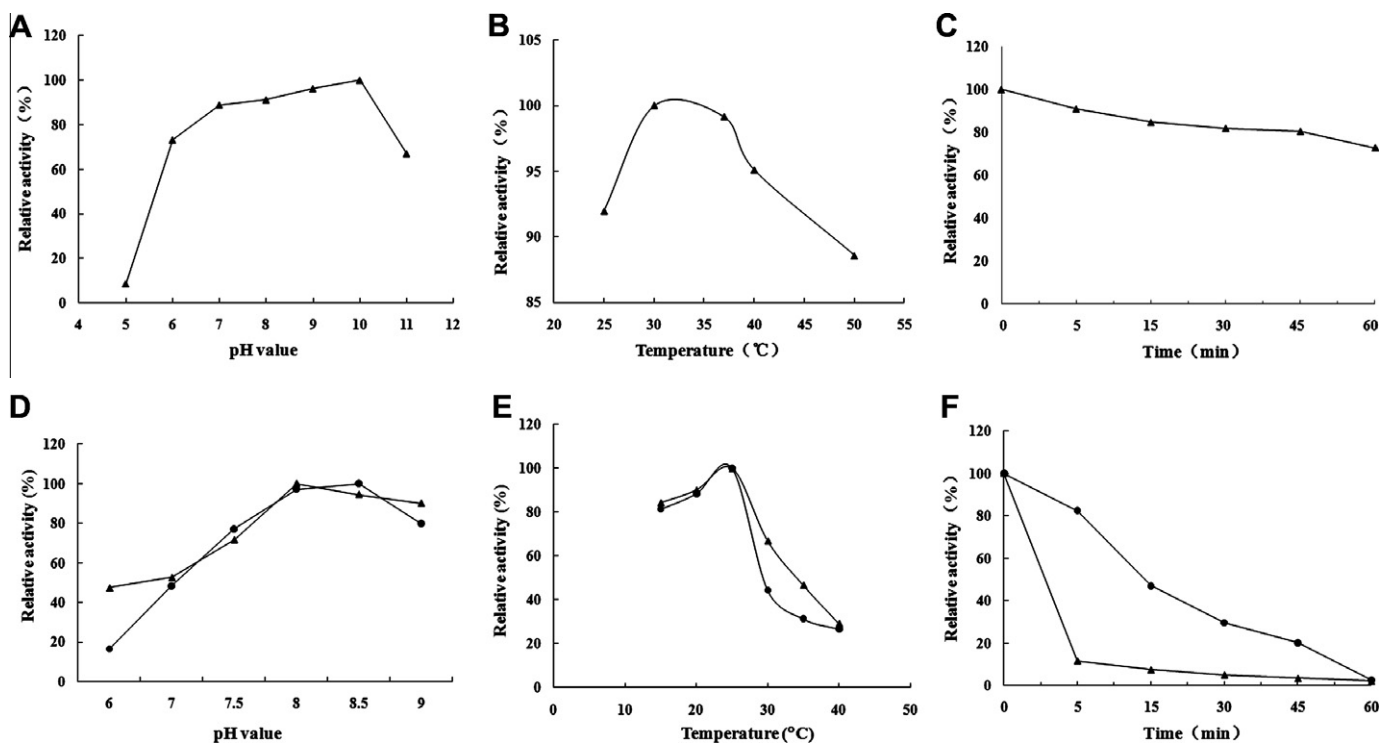 A
Relative activity (%)
120
100
80
60
40
20
0
4 5 6 7 8 9 10 11 12
pH value
B
Relative activity (%)
105
100
95
90
85
20 25 30 35 40 45 50 55
Temperature (℃)
C
Relative activity (%)
120
100
80
60
40
20
0
0 5 15 30 45 60
Time (min)
D
Relative activity (%)
120
100
80
60
40
20
0
6 7 7.5 8 8.5 9
pH value
E
Relative activity (%)
120
100
80
60
40
20
0
0 10 20 30 40 50
Temperature (°C)
F
Relative activity (%)
120
100
80
60
40
20
0
0 5 15 30 45 60
Time (min)